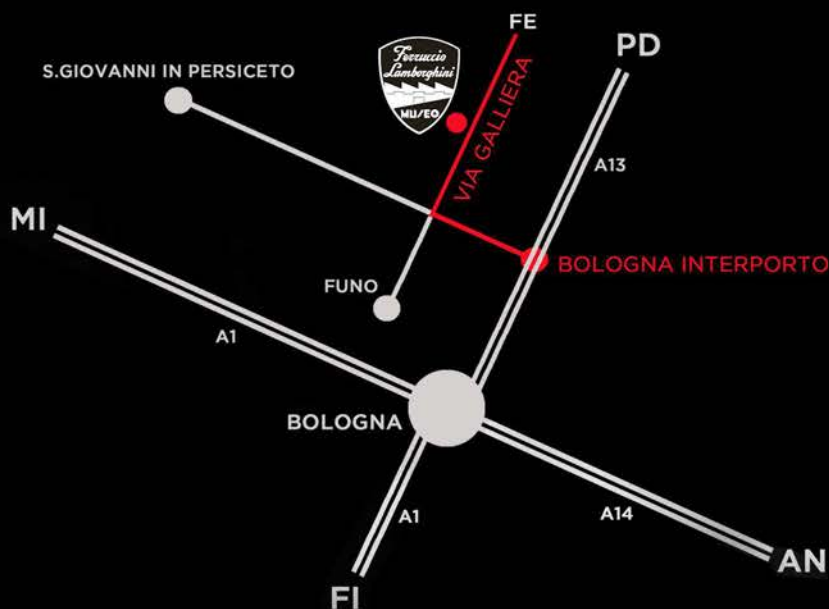 FE
PD
S.GIOVANNI IN PERSICETO
Ferruccio
Lamborghini
MUSEO
VIA GALLIERA
A13
MI
BOLOGNA INTERPORTO
FUNO
A1
BOLOGNA
A1
A14
AN
FI